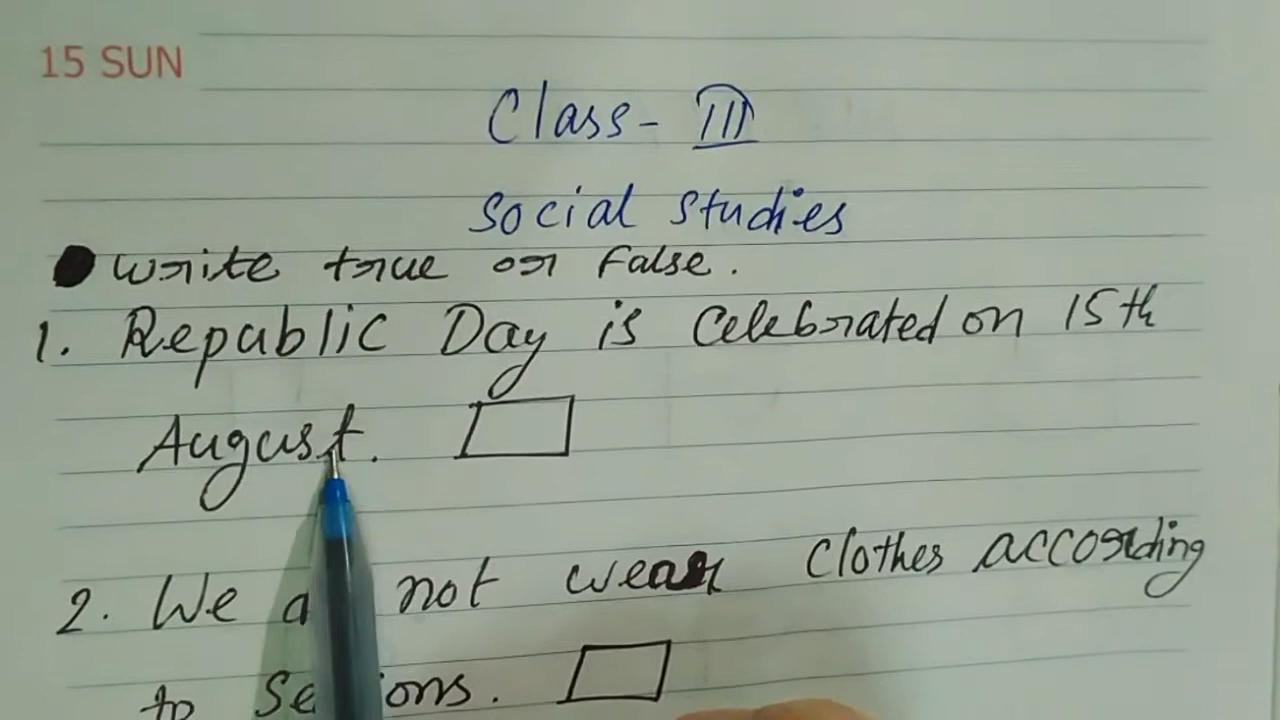 15 SUN
Class- III
Social Studies
write true or False.
1. Republic Day is celebrated on 15th
August.
2. We not wear clothes according
to